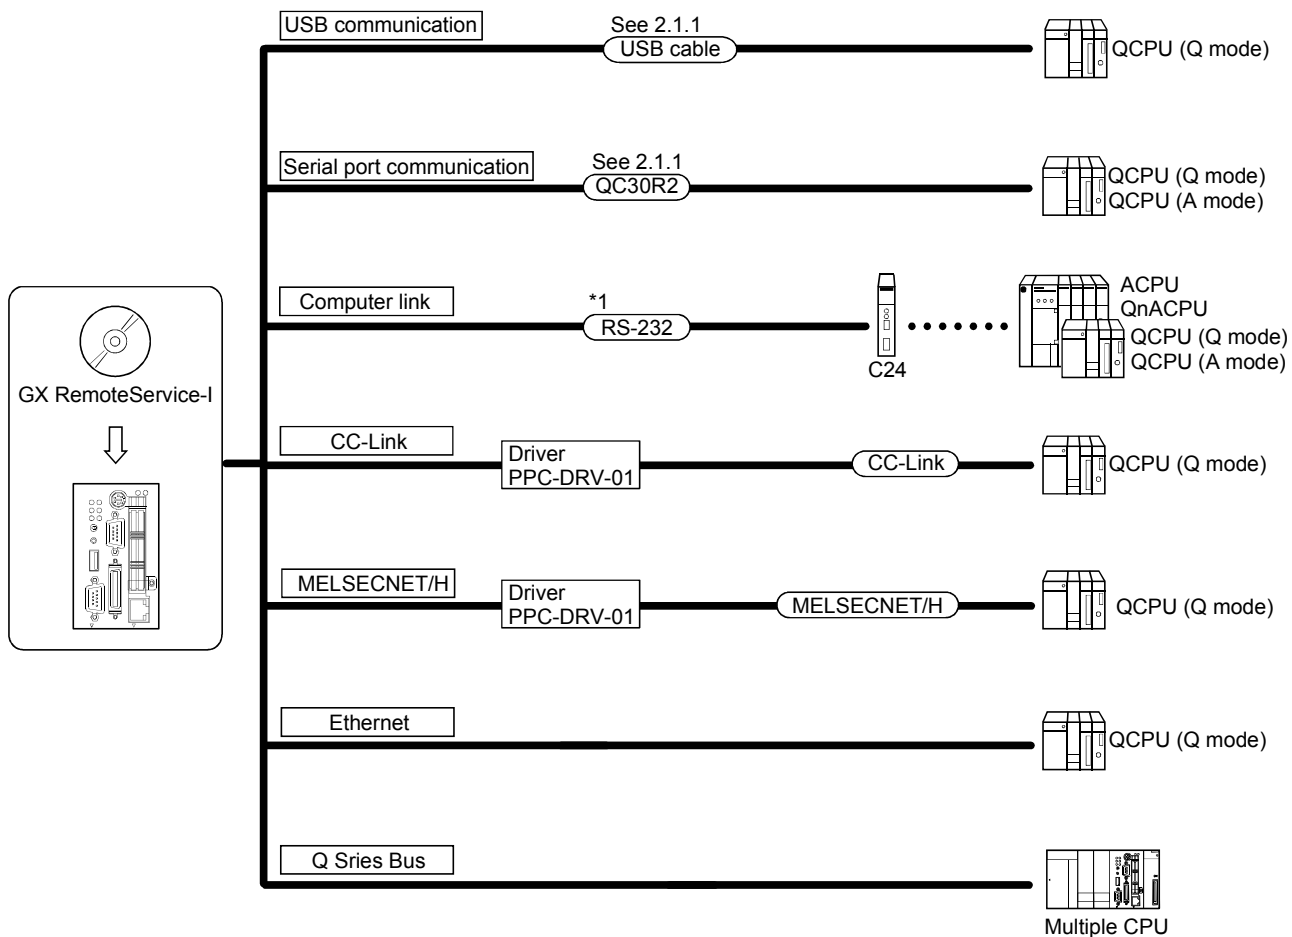 USB communication
See 2.1.1
USB cable
QCPU (Q mode)
Serial port communication
See 2.1.1
QC30R2
QCPU (Q mode)
QCPU (A mode)
Computer link
*1
RS-232
C24
ACPU
QnACPU
QCPU (Q mode)
QCPU (A mode)
GX RemoteService-I
CC-Link
Driver
PPC-DRV-01
CC-Link
QCPU (Q mode)
MELSECNET/H
Driver
PPC-DRV-01
MELSECNET/H
QCPU (Q mode)
Ethernet
QCPU (Q mode)
Q Sries Bus
Multiple CPU